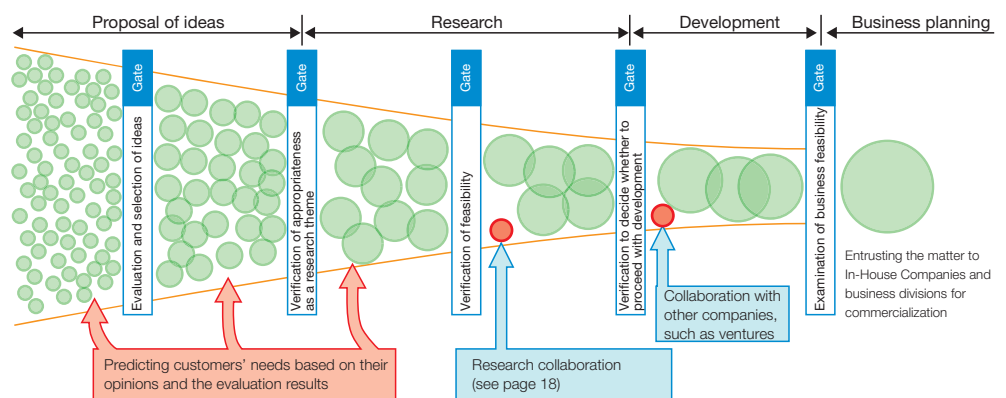 Proposal of ideas
Research
Development
Business planning
Gate
Evaluation and selection of ideas
Gate
Verification of appropriateness
as a research theme
Gate
Verification of feasibility
Gate
Verification to decide whether to
proceed with development
Gate
Examination of business feasibility
Entrusting the matter to
In-House Companies and
business divisions for
commercialization
Collaboration with
other companies,
such as ventures
Predicting customers’ needs based on their
opinions and the evaluation results
Research collaboration
(see page 18)